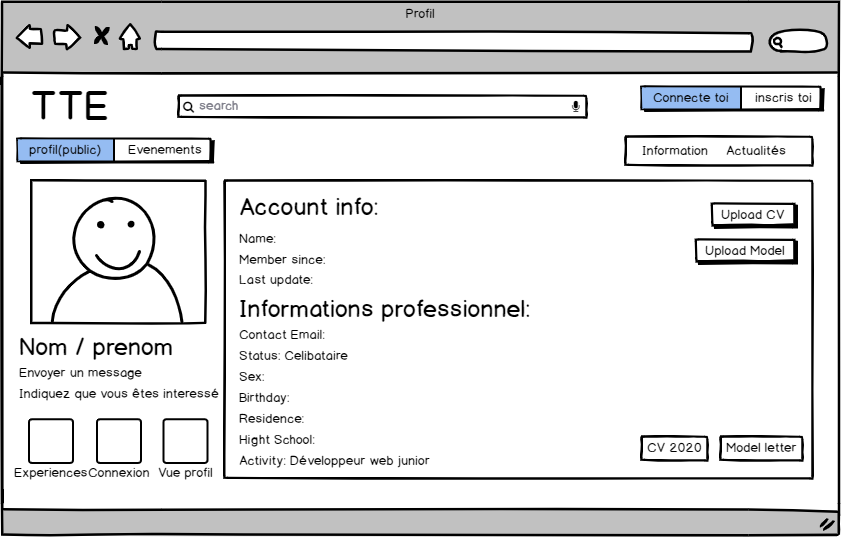 Profil
TTE
search
Connecte toi
inscris toi
profil(public)
Evenements
Information
Actualités
Account info:
Upload CV
Name:
Upload Model
Member since:
Last update:
Informations professionnel:
Contact Email:
Status: Celibataire
Sex:
Birthday:
Residence:
Hight School:
Activity: Développeur web junior
CV 2020
Model letter
Nom / prenom
Envoyer un message
Indiquez que vous êtes interessé
Experiences
Connexion
Vue profil